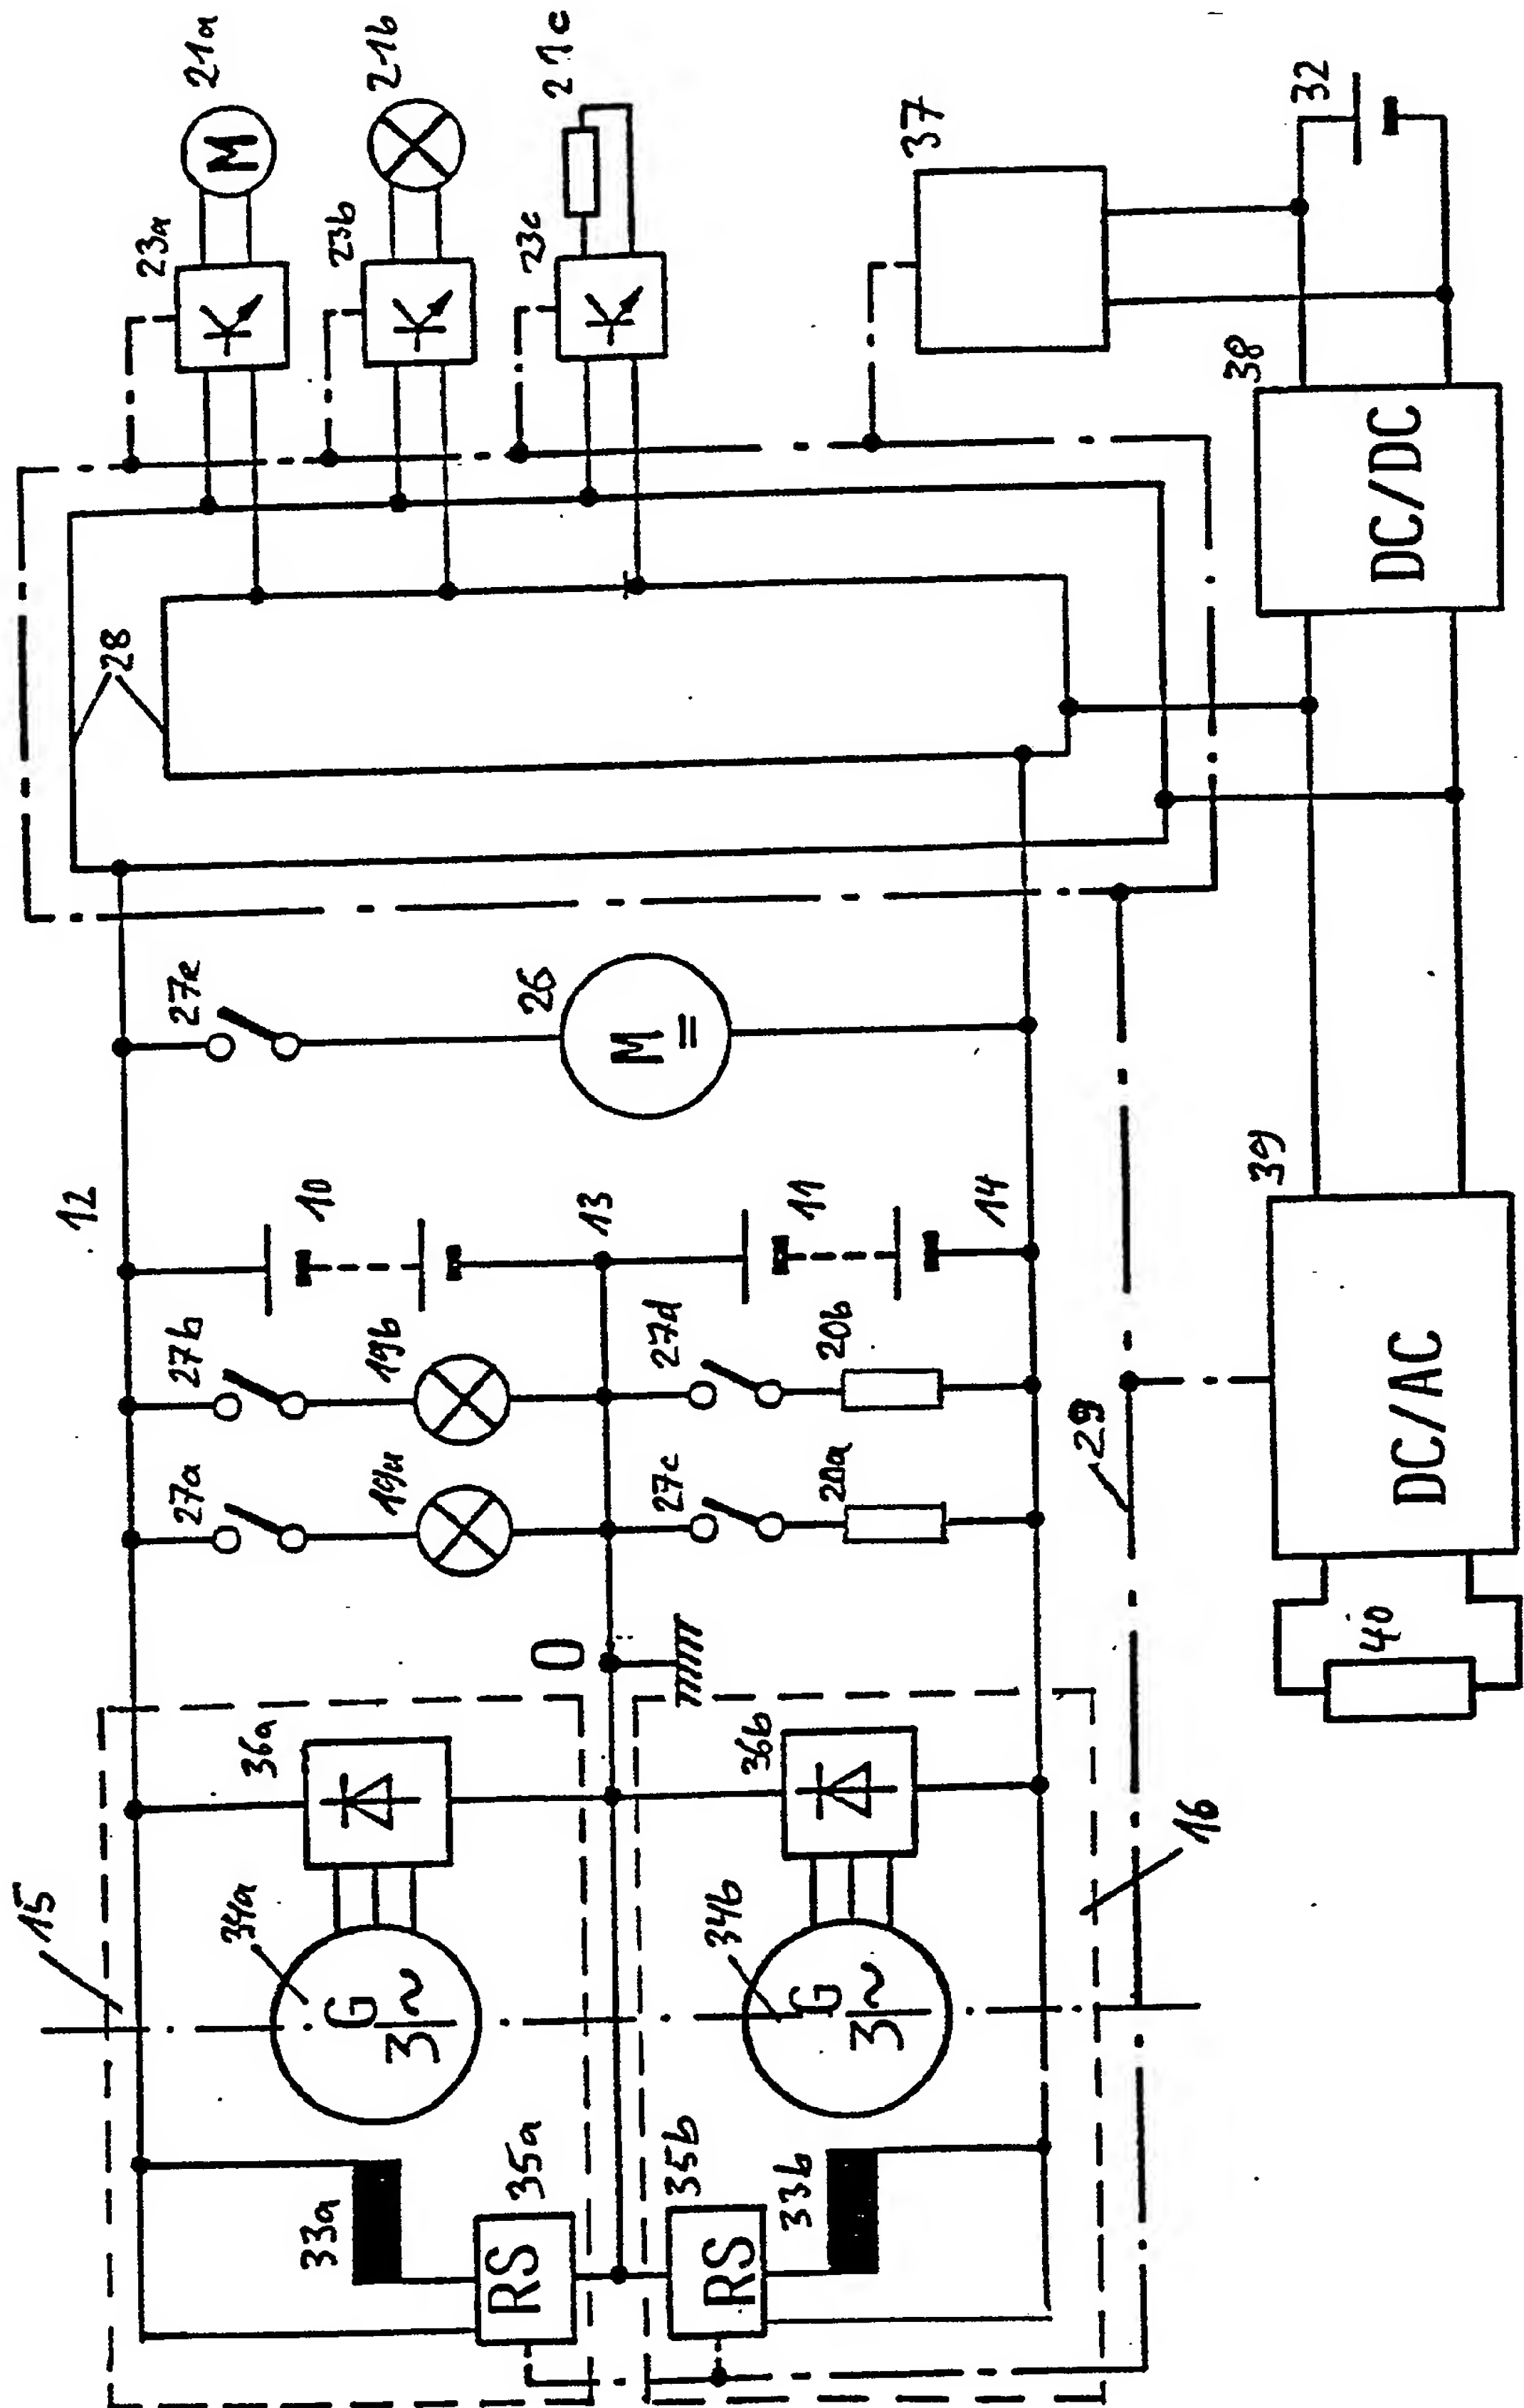 21a
21b
21c
M
23a
23b
23c
K
K
K
37
32
38
DC/DC
28
27e
26
M
=
12
10
13
11
14
39
27b
19b
27d
20b
27a
19a
27c
20a
29
DC/AC
0
40
36a
36b
15
34a
G
3~
34b
G
3~
16
33a
35a
RS
35b
RS
33b